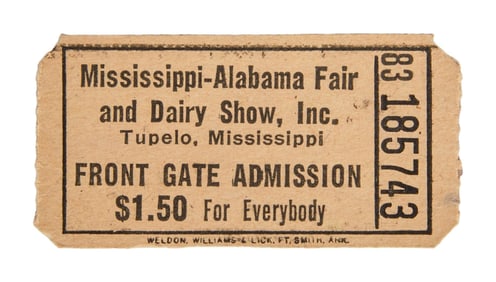 Mississippi-Alabama Fair
and Dairy Show, Inc.
Tupelo, Mississippi
FRONT GATE ADMISSION
$1.50 For Everybody
WELDON, WILLIAMS & LICK, FT. SMITH, ARK.
83
185743